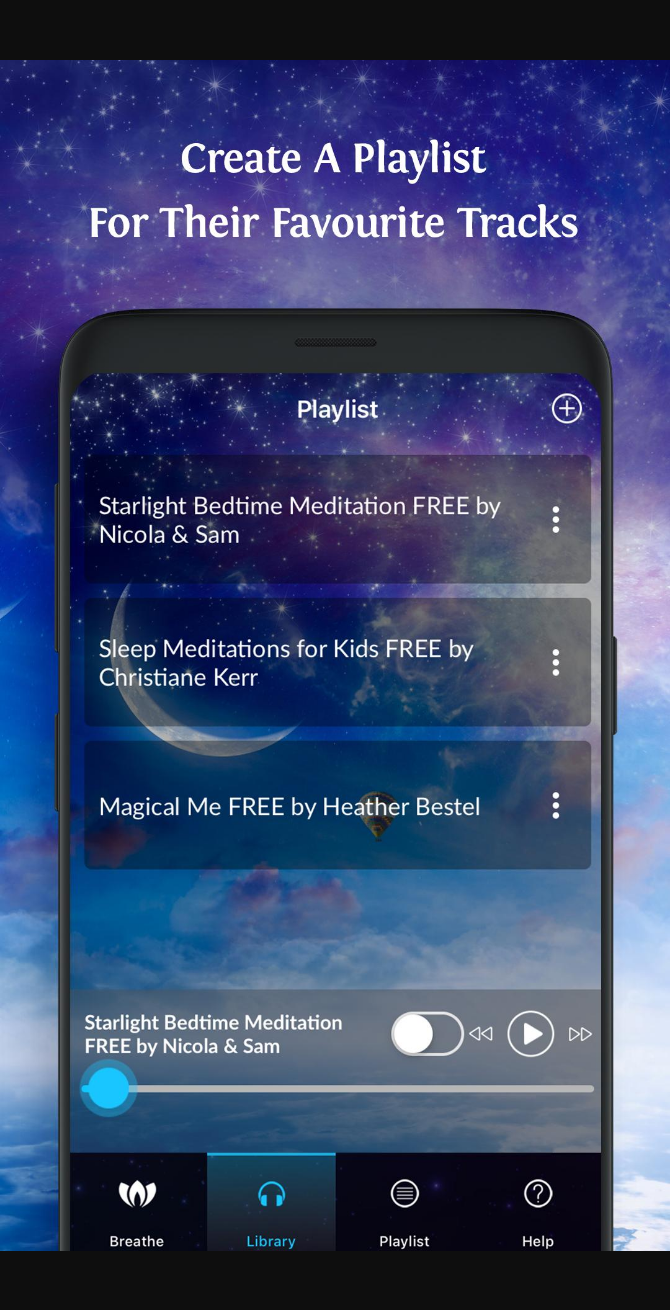 Create A Playlist
For Their Favourite Tracks
Playlist
Starlight Bedtime Meditation FREE by
Nicola & Sam
Sleep Meditations for Kids FREE by
Christiane Kerr
Magical Me FREE by Heather Bestel
Starlight Bedtime Meditation
FREE by Nicola & Sam
Breathe
Library
Playlist
Help